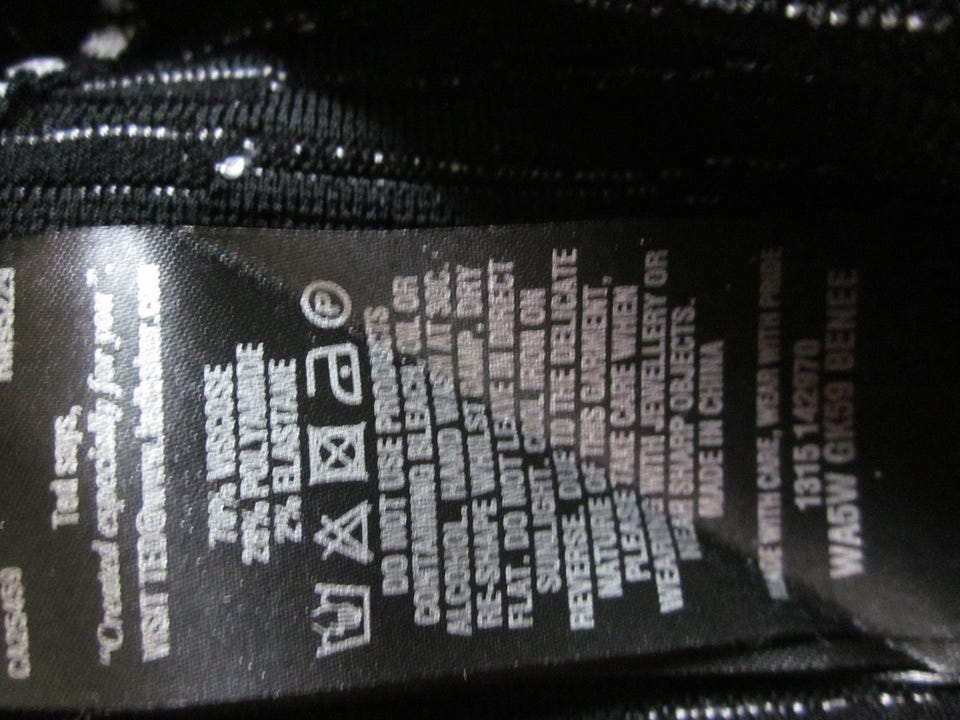 Ted says,
"Created especially for you".
VISIT TED@www.tedbaker.com
VISCOSE
POLYAMIDE
2% ELASTANE
P
DO NOT USE PRODUCTS
CONTAINING BLEACH, OIL OR
ALCOHOL. HAND WASH AT 30C.
RE-SHAPE WHILST DAMP. DRY
FLAT. DO NOT LEAVE IN DIRECT
SUNLIGHT. COOL IRON ON
REVERSE. DUE TO THE DELICATE
NATURE OF THIS GARMENT,
PLEASE TAKE CARE WHEN
WEARING WITH JEWELLERY OR
NEAR SHARP OBJECTS.
MADE IN CHINA
MADE WITH CARE, WEAR WITH PRIDE
1315 142970
WA5W GK59 BENEE